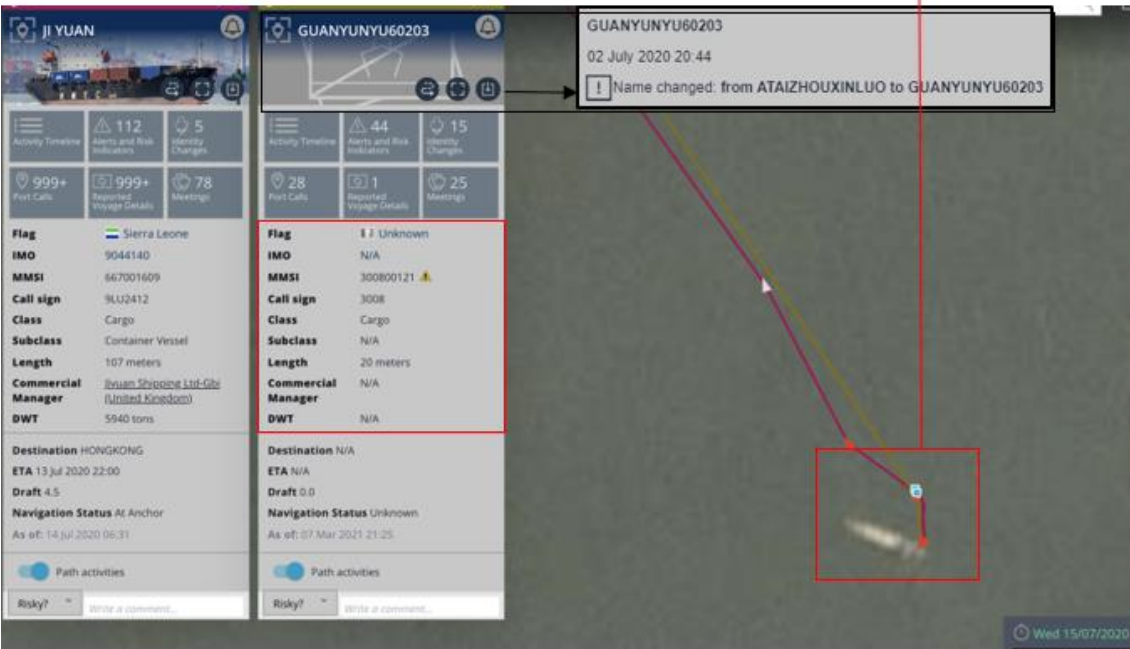 JI YUAN
Activity Timeline
112
Alerts and Risk Indicators
5
Identity Changes
999+
Port Calls
999+
Reported Voyage Details
78
Meetings
Flag Sierra Leone
IMO 9044140
MMSI 667001609
Call sign 9LU2412
Class Cargo
Subclass Container Vessel
Length 107 meters
Commercial Manager Jiyuan Shipping Ltd-Gbi (United Kingdom)
DWT 5940 tons
Destination HONGKONG
ETA 13 Jul 2020 22:00
Draft 4.5
Navigation Status At Anchor
As of: 14 Jul 2020 06:31
Path activities
Risky?
Write a comment...
GUANYUNYU60203
Activity Timeline
44
Alerts and Risk Indicators
15
Identity Changes
28
Port Calls
1
Reported Voyage Details
25
Meetings
Flag Unknown
IMO N/A
MMSI 300800121
Call sign 3008
Class Cargo
Subclass N/A
Length 20 meters
Commercial Manager N/A
DWT N/A
Destination N/A
ETA N/A
Draft 0.0
Navigation Status Unknown
As of: 07 Mar 2021 21:25
Path activities
Risky?
Write a comment...
GUANYUNYU60203
02 July 2020 20:44
! Name changed: from ATAIZHOUXINLUO to GUANYUNYU60203
Wed 15/07/2020